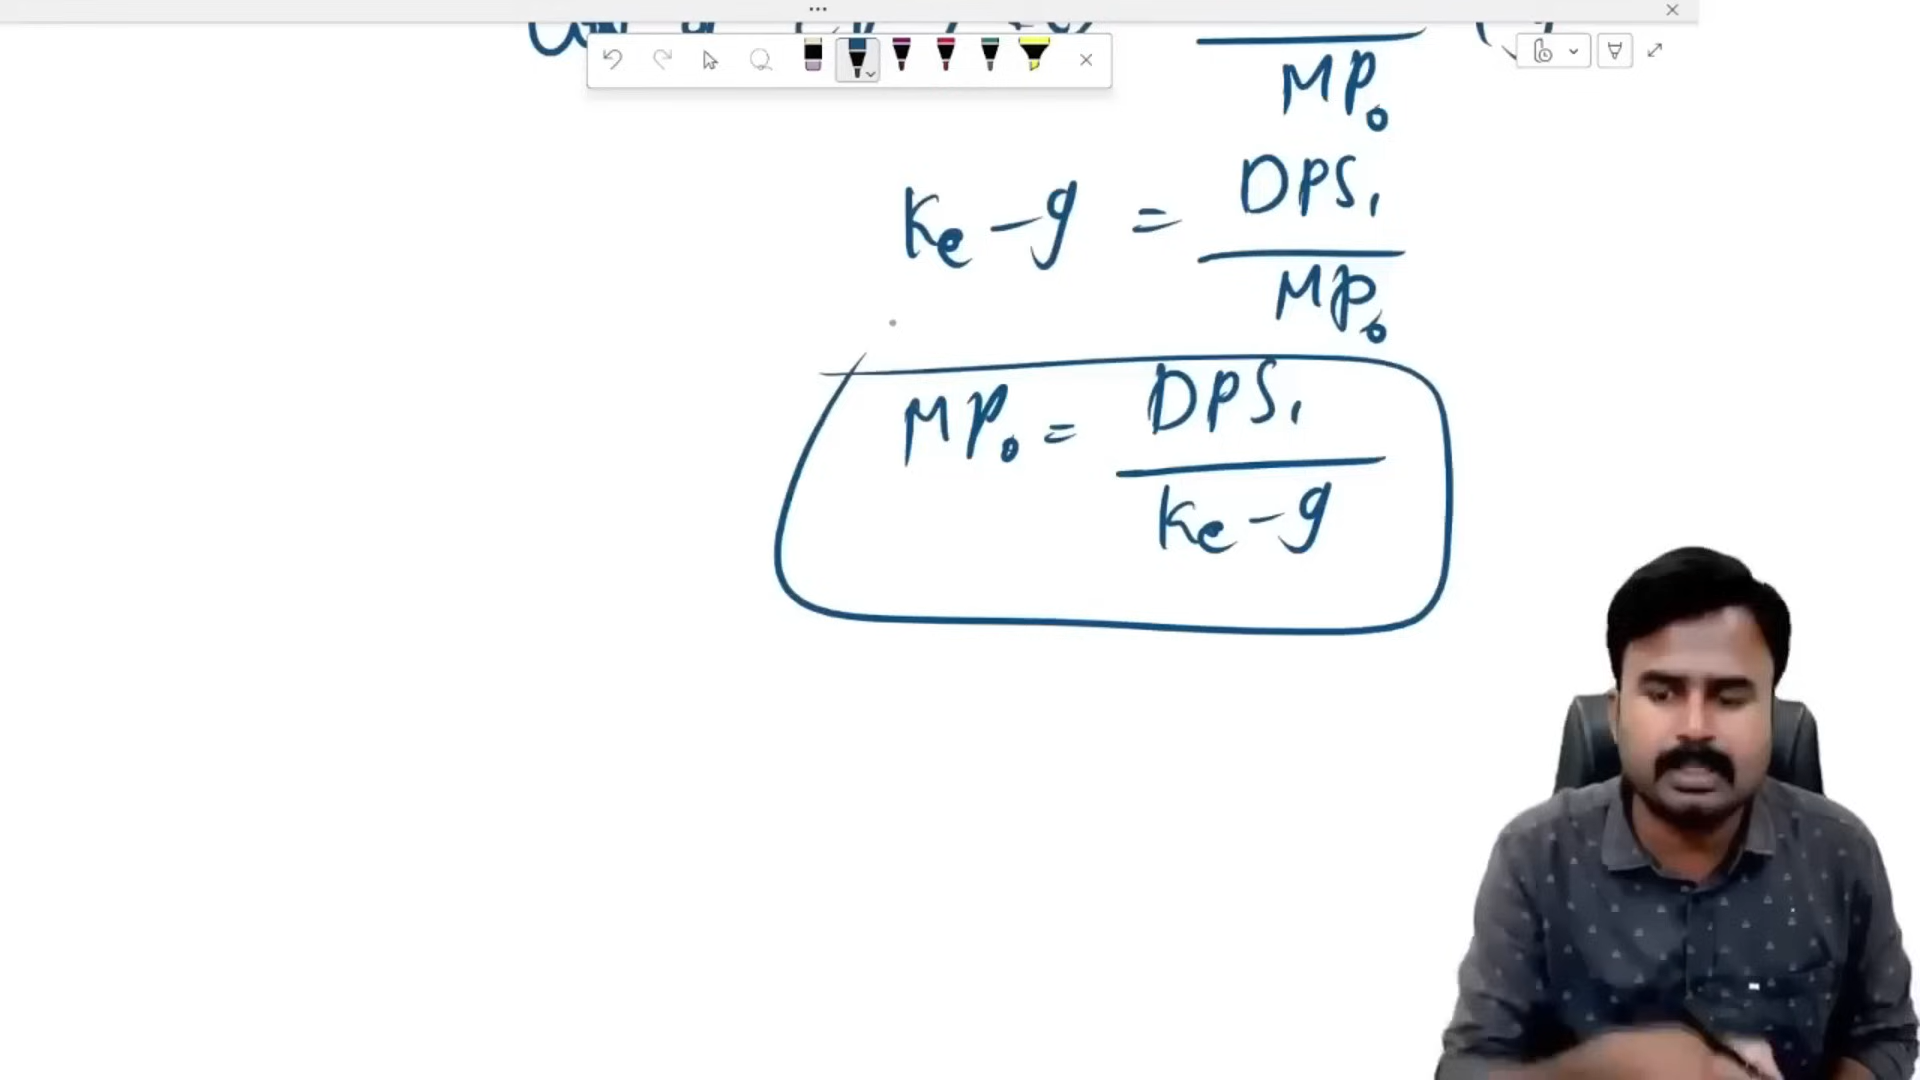 MP₀
Ke – g = DPS₁ / MP₀
MP₀ = DPS₁ / Ke – g